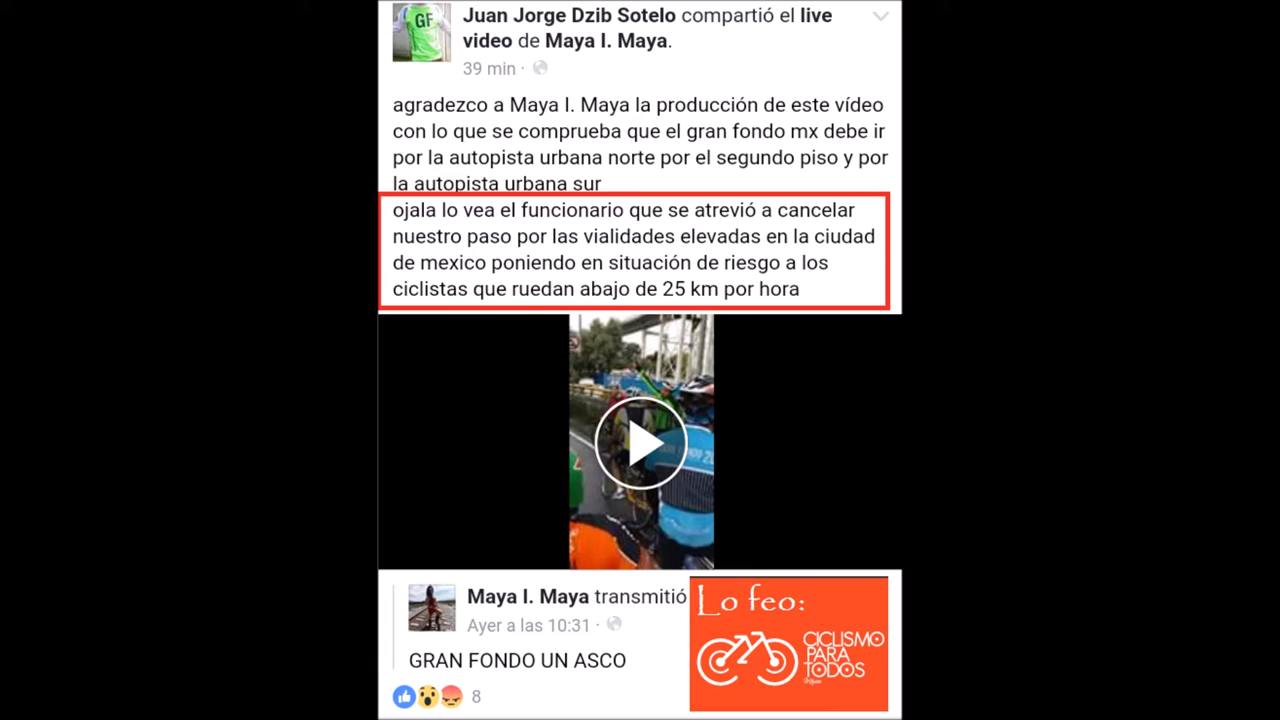 GF
Juan Jorge Dzib Sotelo compartió el live
video de Maya I. Maya.
39 min ·
agradezco a Maya I. Maya la producción de este vídeo
con lo que se comprueba que el gran fondo mx debe ir
por la autopista urbana norte por el segundo piso y por
la autopista urbana sur
ojala lo vea el funcionario que se atrevió a cancelar
nuestro paso por las vialidades elevadas en la ciudad
de mexico poniendo en situación de riesgo a los
ciclistas que ruedan abajo de 25 km por hora
Maya I. Maya transmitió
Ayer a las 10:31 ·
GRAN FONDO UN ASCO
8
Lo feo:
CICLISMO
PARA
TODOS